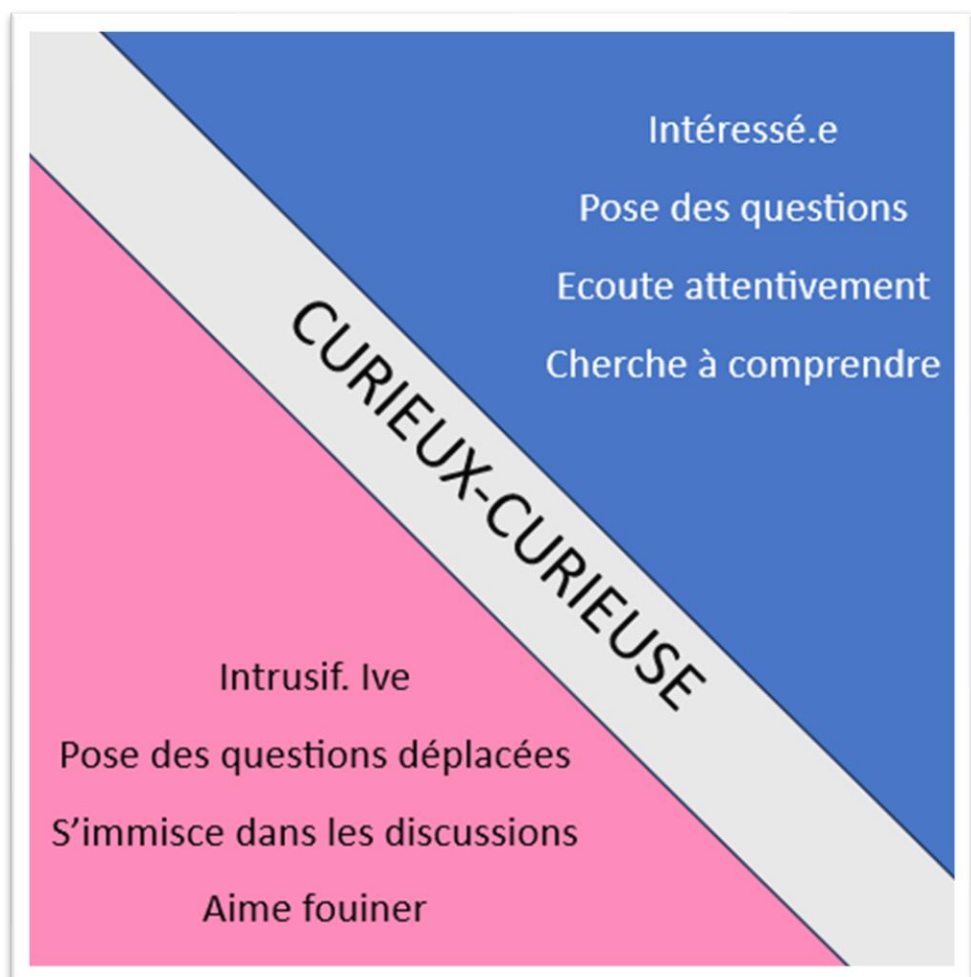 Intéressé.e
Pose des questions
Ecoute attentivement
Cherche à comprendre
CURIEUX-CURIEUSE
Intrusif. Ive
Pose des questions déplacées
S'immisce dans les discussions
Aime fouiner